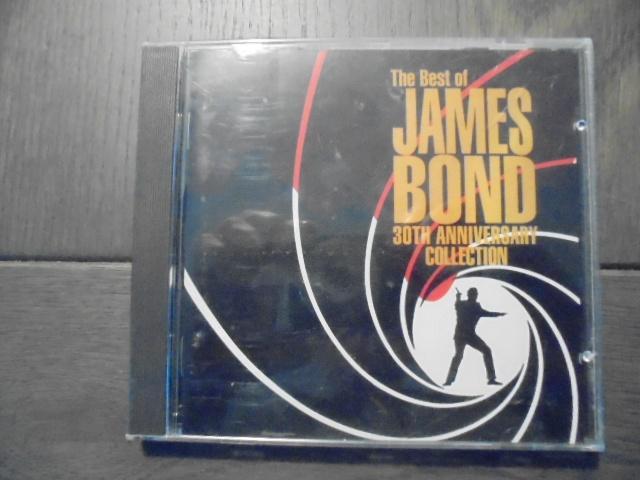 The Best of
JAMES
BOND
30TH ANNIVERSARY
COLLECTION